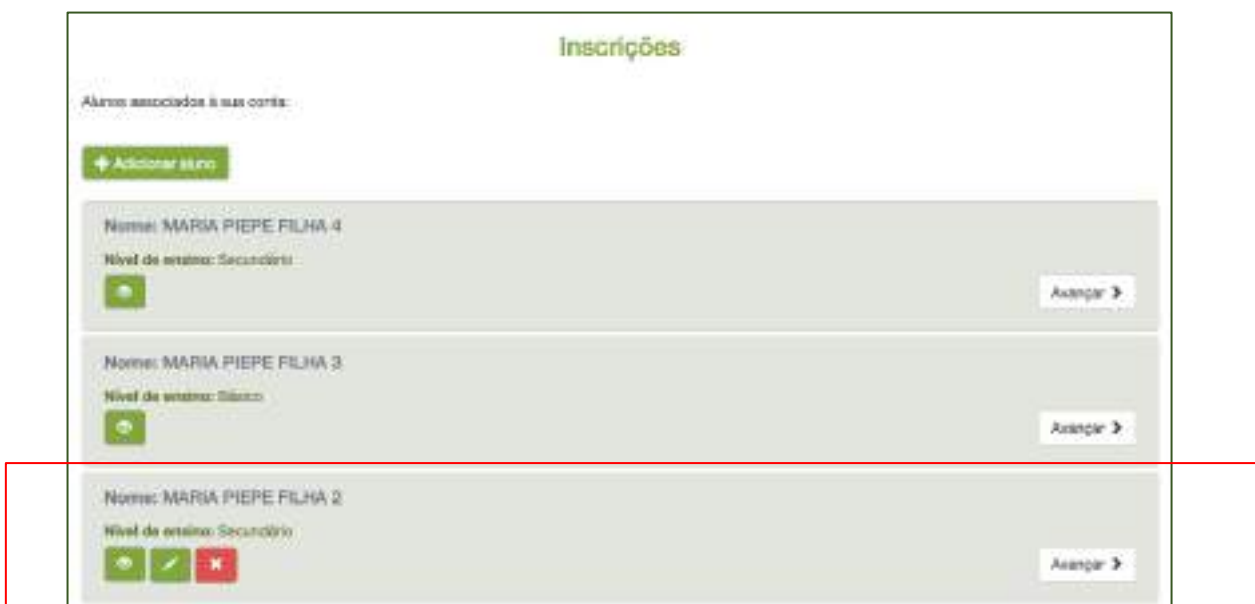 Inscrições
Alunos associados à sua conta:
Adicionar aluno
Nome: MARIA PIEPE FILHA 4
Nível de ensino: Secundário
Avançar
Nome: MARIA PIEPE FILHA 3
Nível de ensino: Básico
Avançar
Nome: MARIA PIEPE FILHA 2
Nível de ensino: Secundário
Avançar